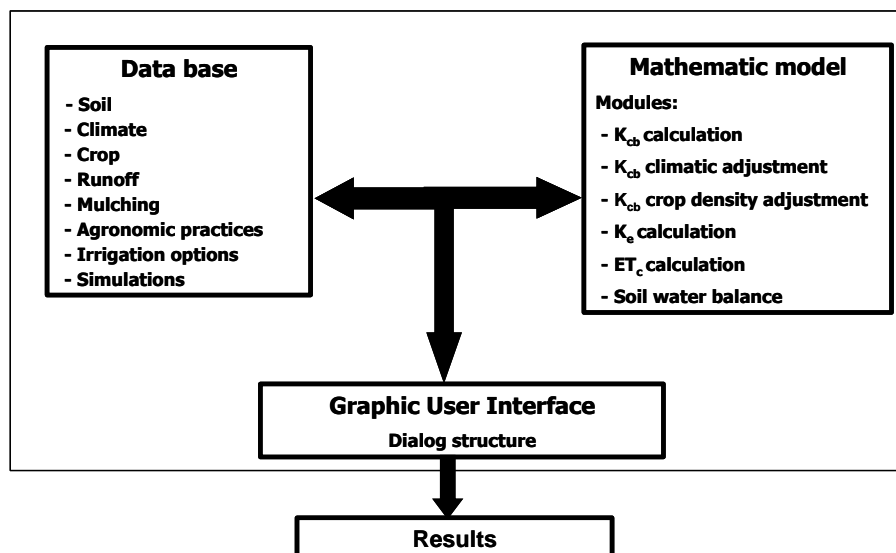 Data base
- Soil
- Climate
- Crop
- Runoff
- Mulching
- Agronomic practices
- Irrigation options
- Simulations
Mathematic model
Modules:
- Kcb calculation
- Kcb climatic adjustment
- Kcb crop density adjustment
- Ke calculation
- ETc calculation
- Soil water balance
Graphic User Interface
Dialog structure
Results